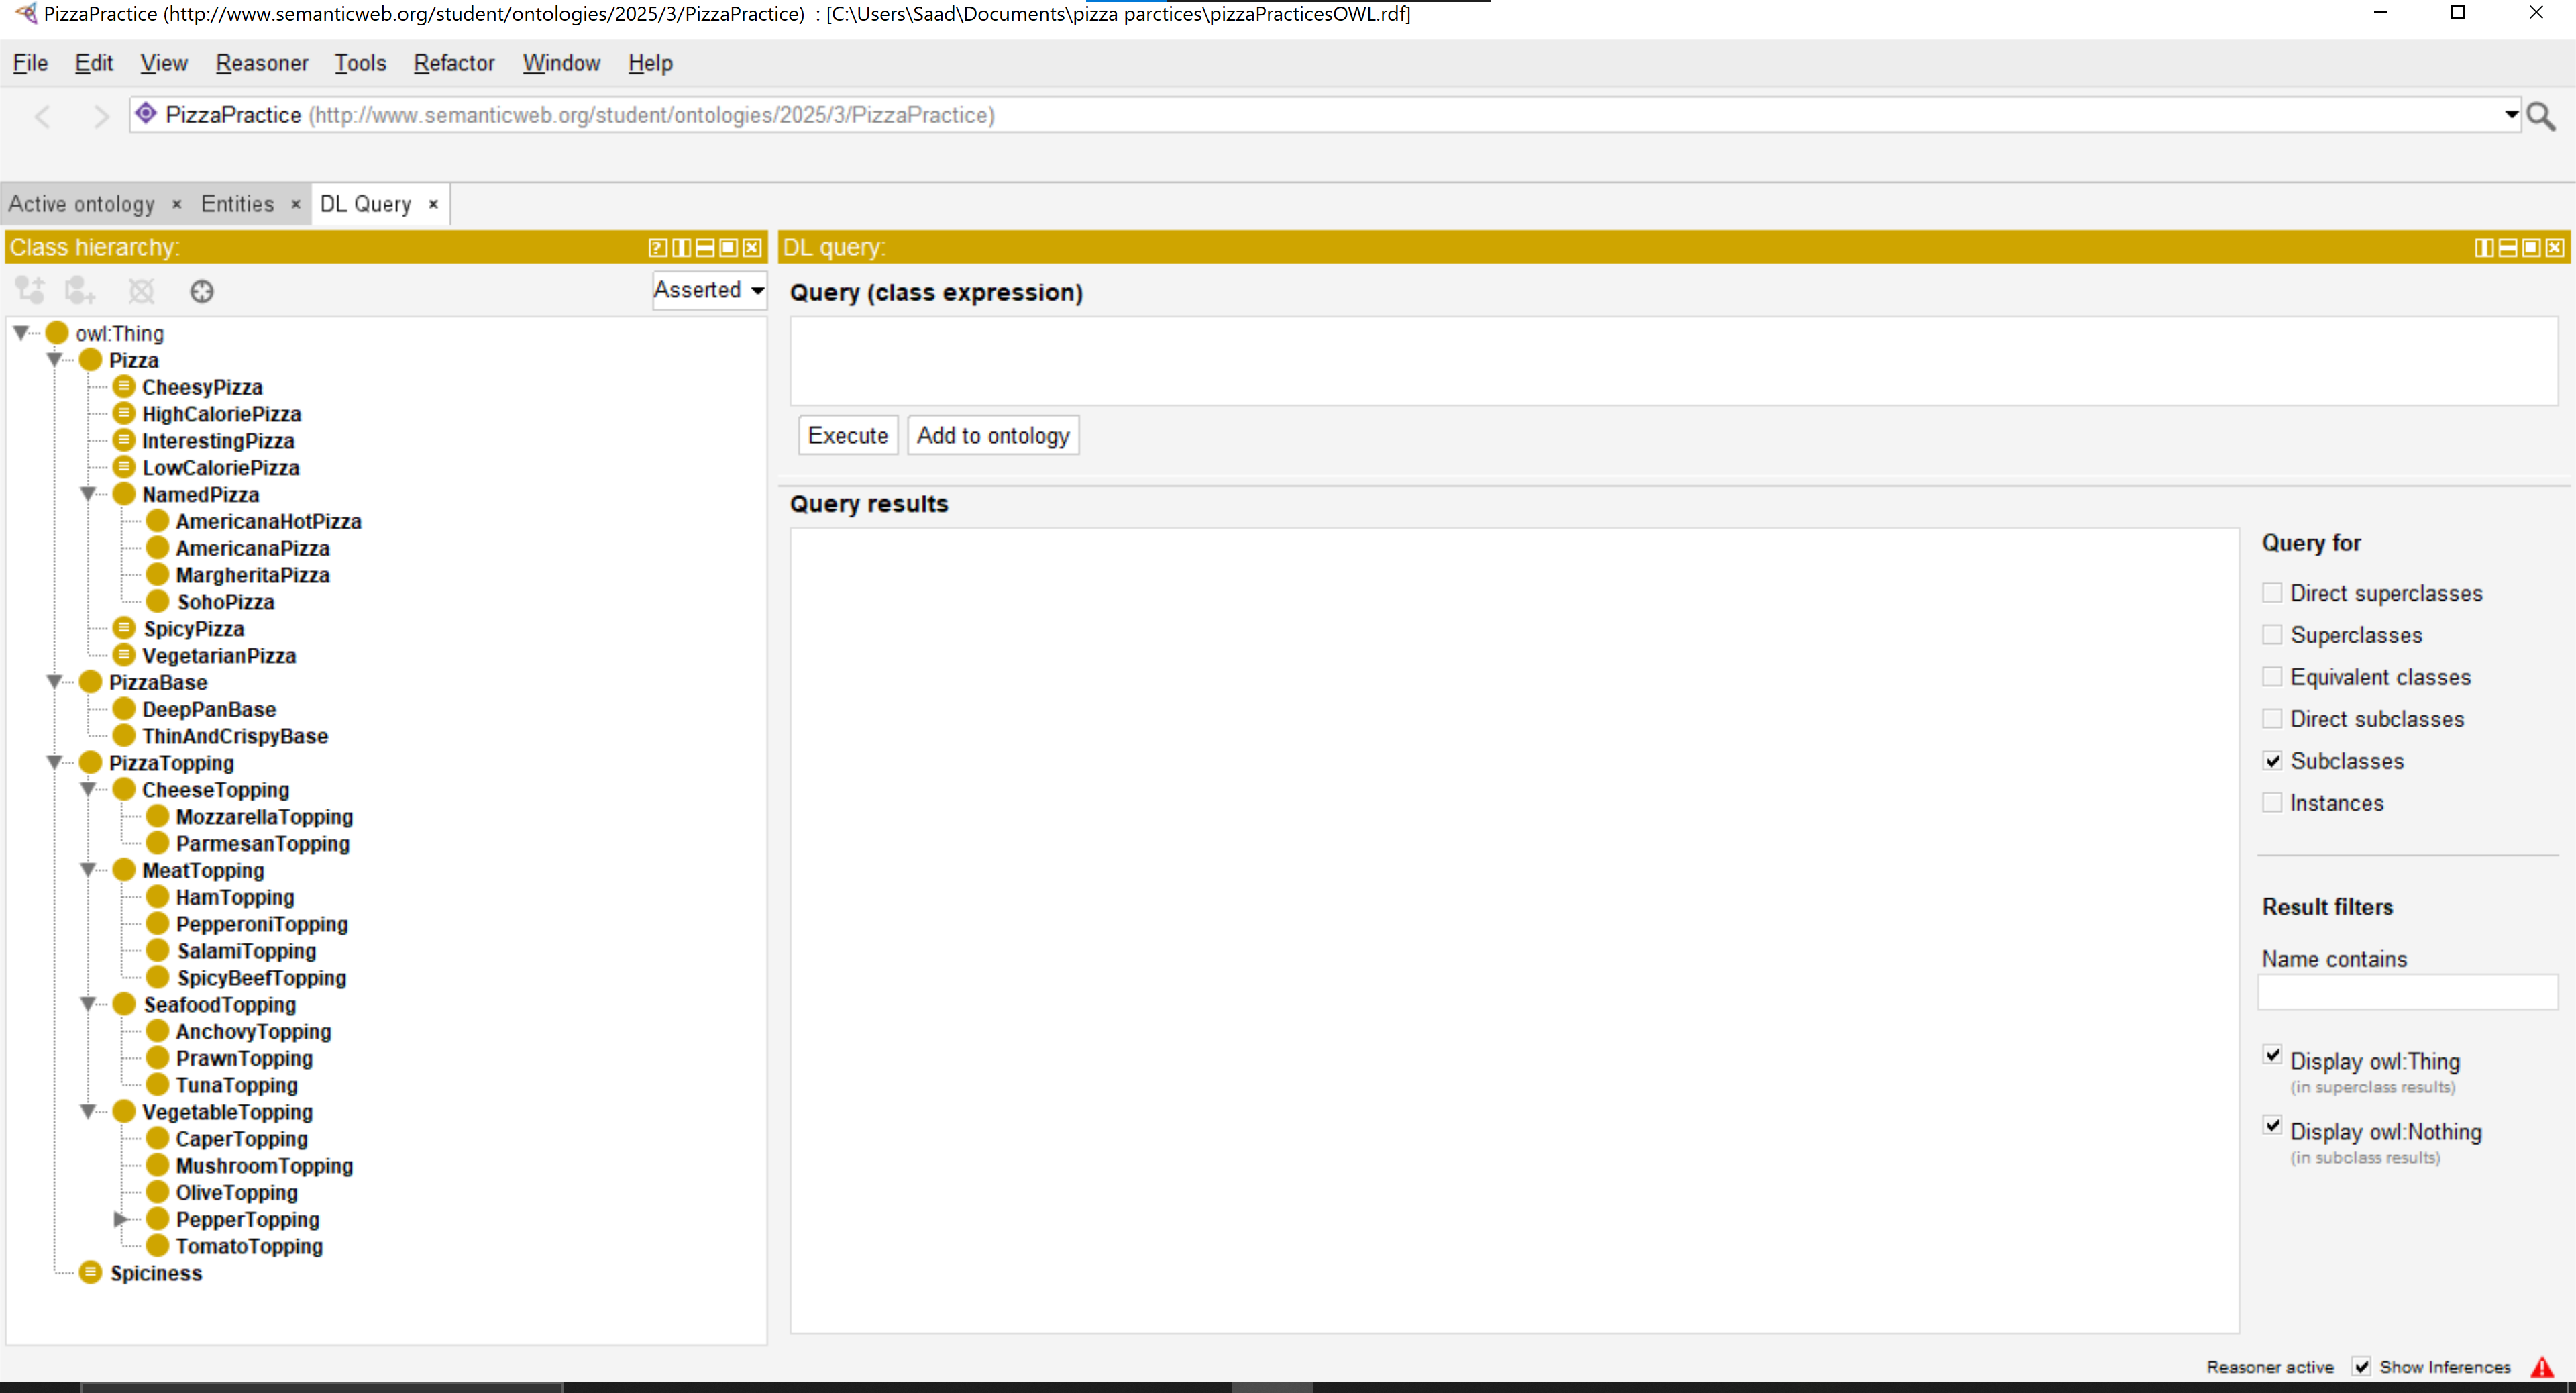 PizzaPractice (http://www.semanticweb.org/student/ontologies/2025/3/PizzaPractice) : [C:\Users\Saad\Documents\pizza parctices\pizzaPracticesOWL.rdf]
File Edit View Reasoner Tools Refactor Window Help
PizzaPractice (http://www.semanticweb.org/student/ontologies/2025/3/PizzaPractice)
Active ontology × Entities × DL Query ×
Class hierarchy:
Asserted
owl:Thing
Pizza
CheesyPizza
HighCaloriePizza
InterestingPizza
LowCaloriePizza
NamedPizza
AmericanaHotPizza
AmericanaPizza
MargheritaPizza
SohoPizza
SpicyPizza
VegetarianPizza
PizzaBase
DeepPanBase
ThinAndCrispyBase
PizzaTopping
CheeseTopping
MozzarellaTopping
ParmesanTopping
MeatTopping
HamTopping
PepperoniTopping
SalamiTopping
SpicyBeefTopping
SeafoodTopping
AnchovyTopping
PrawnTopping
TunaTopping
VegetableTopping
CaperTopping
MushroomTopping
OliveTopping
PepperTopping
TomatoTopping
Spiciness
DL query:
Query (class expression)
Execute Add to ontology
Query results
Query for
Direct superclasses
Superclasses
Equivalent classes
Direct subclasses
Subclasses
Instances
Result filters
Name contains
Display owl:Thing
(in superclass results)
Display owl:Nothing
(in subclass results)
Reasoner active Show Inferences